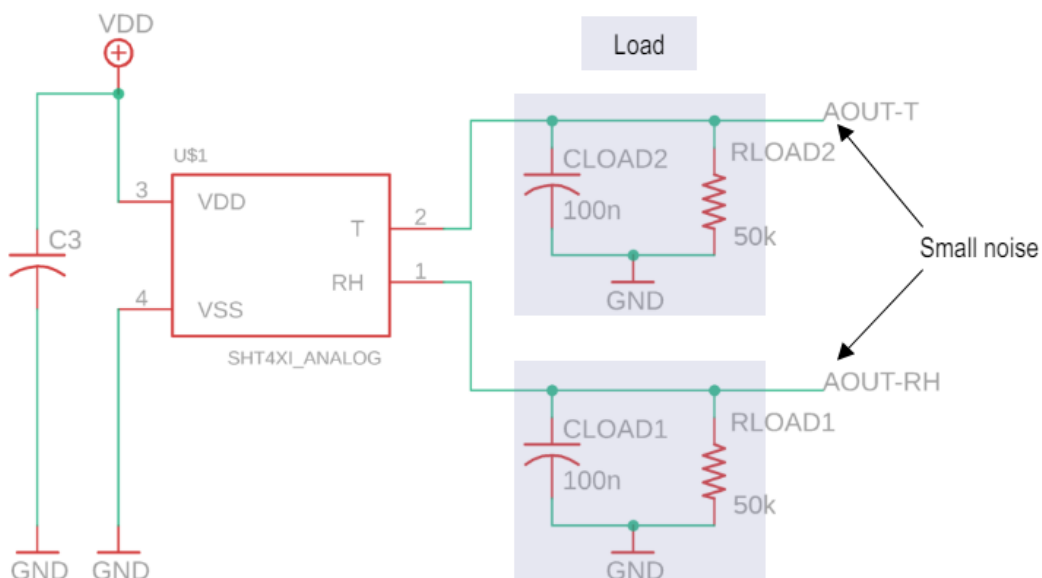 VDD
Load
AOUT-T
U$1
CLOAD2
RLOAD2
3
VDD
100n
T
2
50k
Small noise
C3
RH
1
4
VSS
GND
SHT4XI_ANALOG
AOUT-RH
CLOAD1
RLOAD1
100n
50k
GND
GND
GND